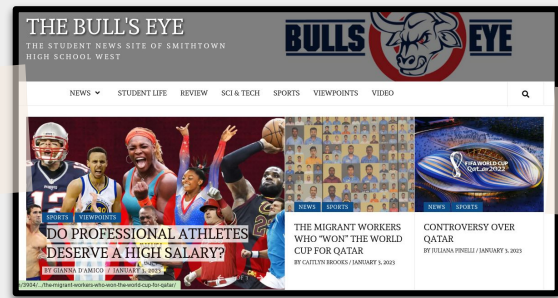 THE BULL'S EYE
THE STUDENT NEWS SITE OF SMITHTOWN
HIGH SCHOOL WEST
BULLS EYE
NEWS STUDENT LIFE REVIEW SCI & TECH SPORTS VIEWPOINTS VIDEO
12
30
FIFA WORLD CUP
Qatar2022
SPORTS VIEWPOINTS
DO PROFESSIONAL ATHLETES
DESERVE A HIGH SALARY?
BY GIANNA D'AMICO / JANUARY 3, 2023
NEWS SPORTS
THE MIGRANT WORKERS
WHO "WON" THE WORLD
CUP FOR QATAR
BY CAITLYN BROOKS / JANUARY 3, 2023
NEWS SPORTS
CONTROVERSY OVER
QATAR
BY JULIANA PINELLI / JANUARY 3, 2023
/3904/.../the-migrant-workers-who-won-the-world-cup-for-qatar/